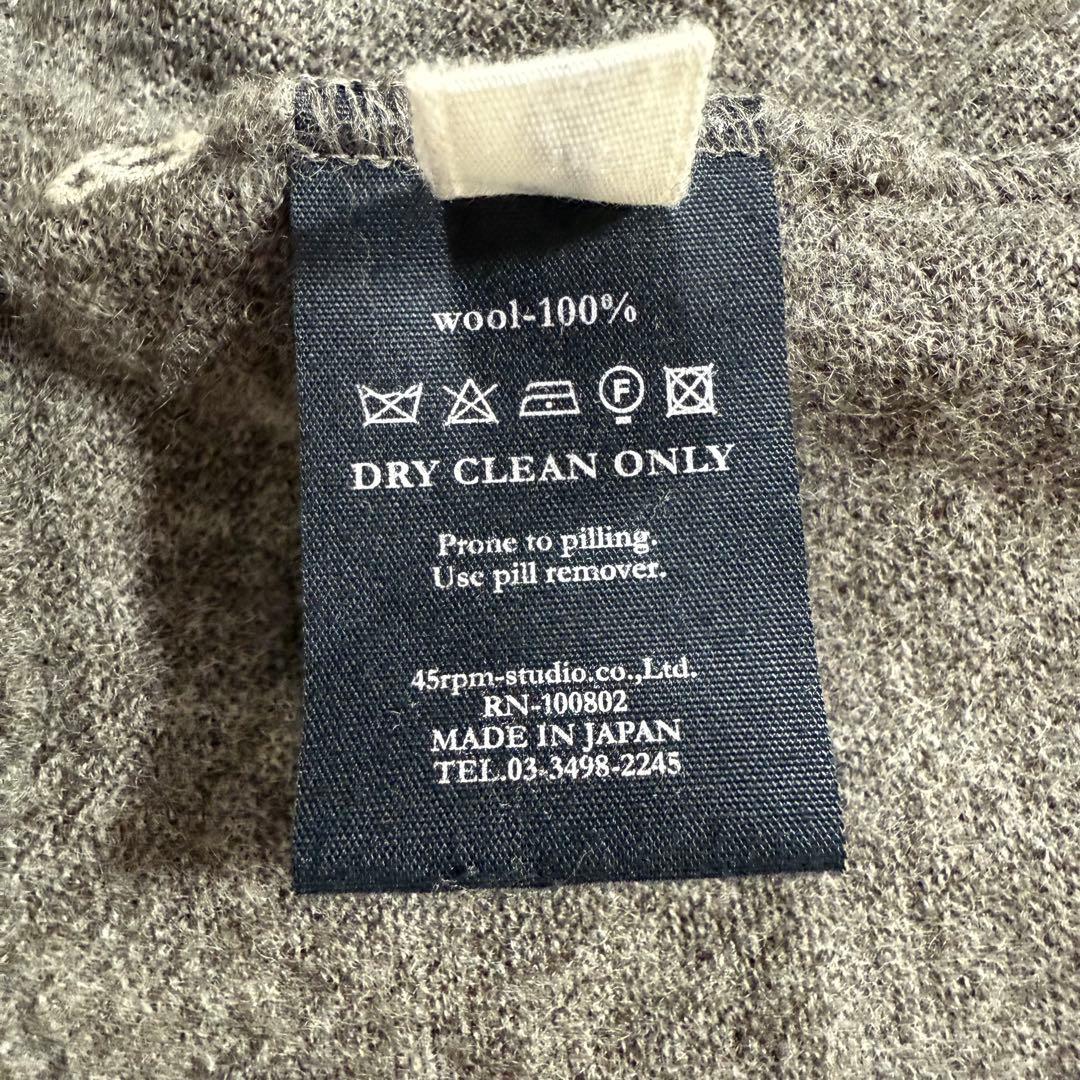 wool-100%
F
DRY CLEAN ONLY
Prone to pilling.
Use pill remover.
45rpm-studio.co.,Ltd.
RN-100802
MADE IN JAPAN
TEL.03-3498-2245